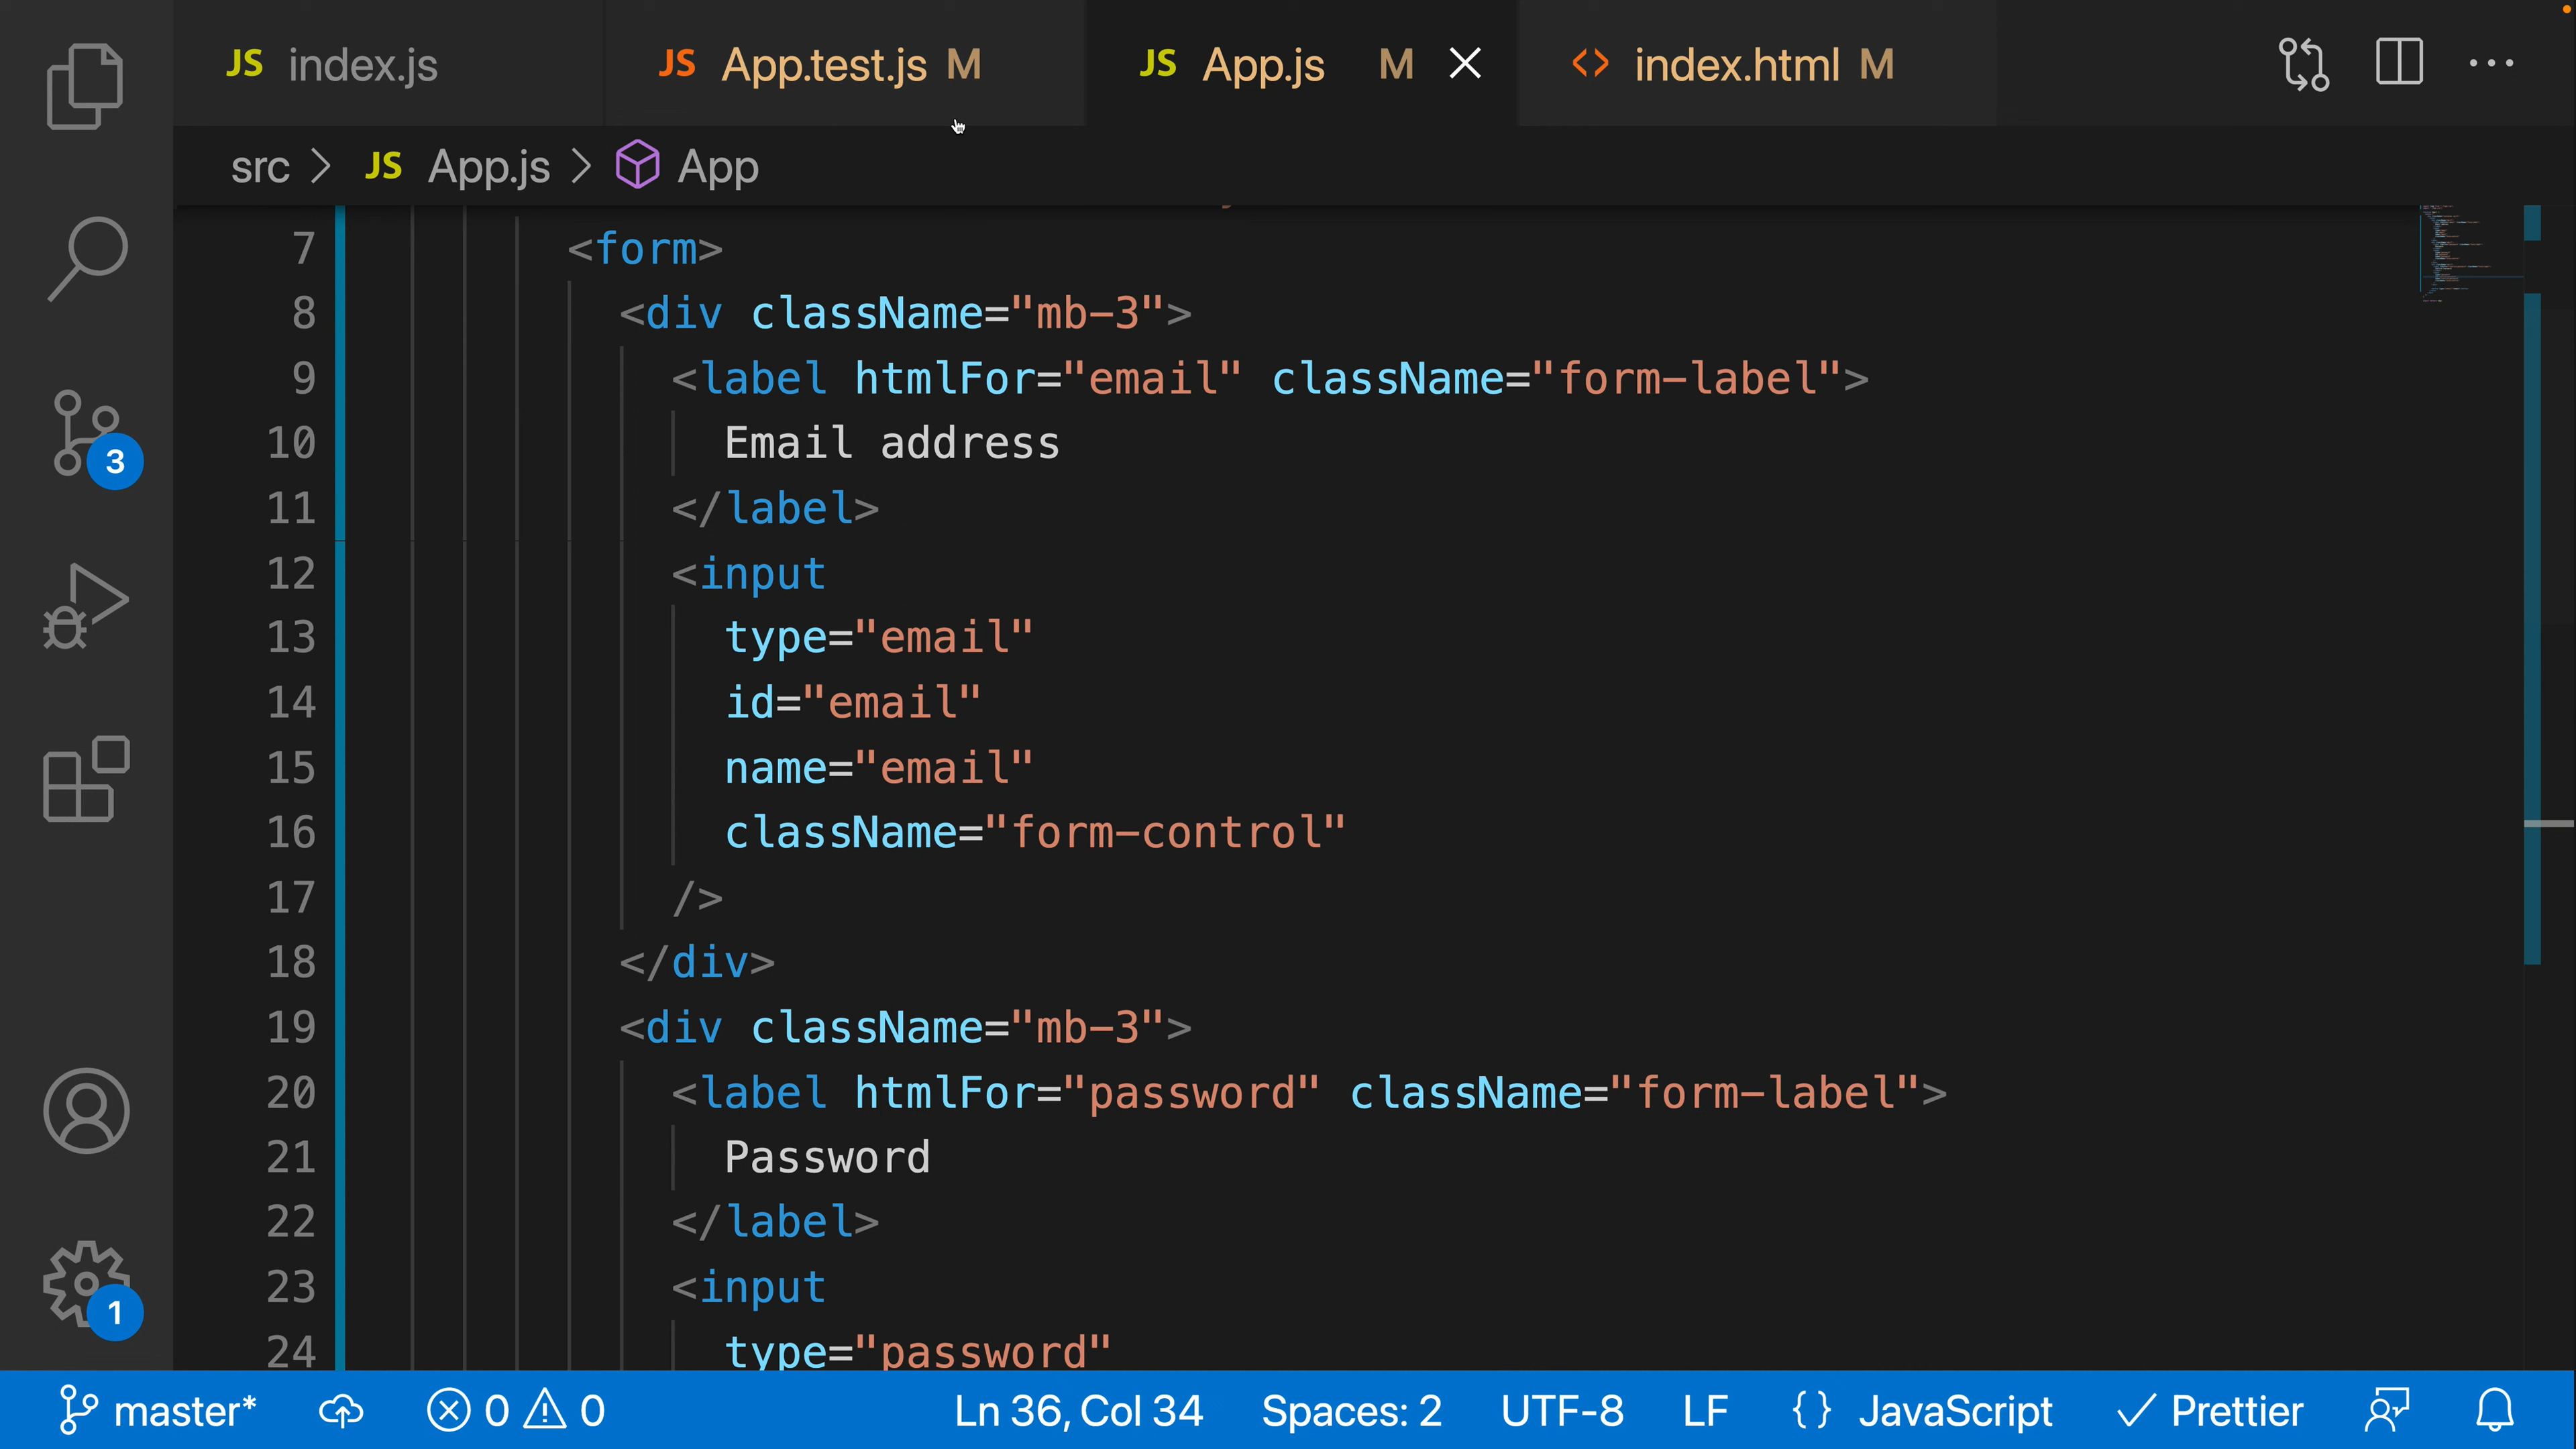 JS index.js JS App.test.js M JS App.js M index.html M
src > JS App.js > App
7 <form>
8 <div className="mb-3">
9 <label htmlFor="email" className="form-label">
10 Email address
11 </label>
12 <input
13 type="email"
14 id="email"
15 name="email"
16 className="form-control"
17 />
18 </div>
19 <div className="mb-3">
20 <label htmlFor="password" className="form-label">
21 Password
22 </label>
23 <input
24 type="password"
3
1
master* 0 0 Ln 36, Col 34 Spaces: 2 UTF-8 LF {} JavaScript Prettier